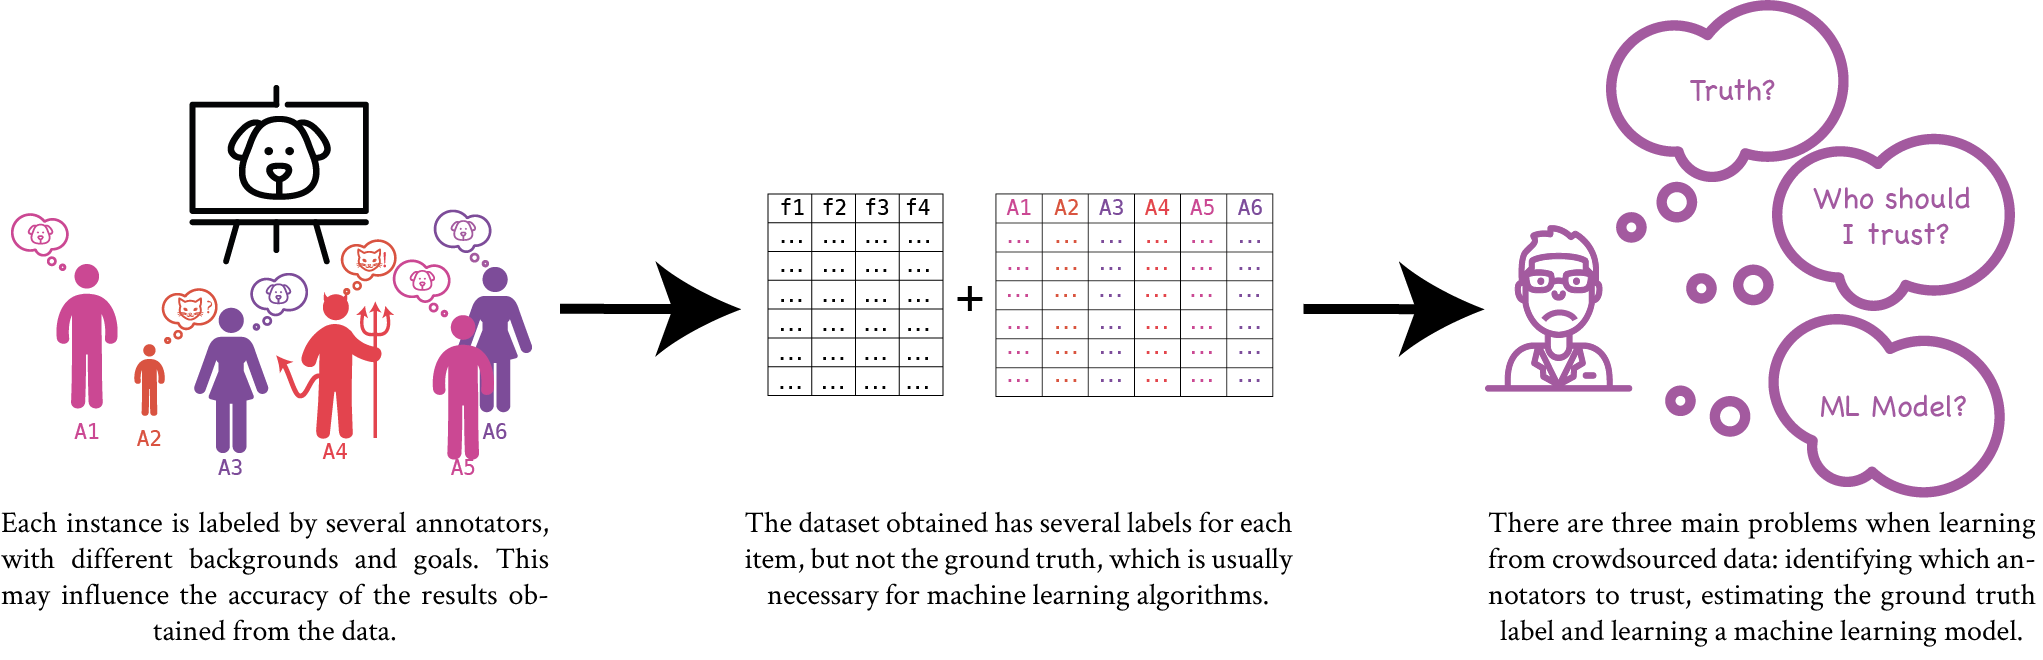 Truth?
Who should
I trust?
ML Model?
?
!
A1
A2
A3
A4
A5
A6
f1 f2 f3 f4
... ... ... ...
... ... ... ...
... ... ... ...
... ... ... ...
... ... ... ...
... ... ... ...
+
A1 A2 A3 A4 A5 A6
... ... ... ... ... ...
... ... ... ... ... ...
... ... ... ... ... ...
... ... ... ... ... ...
... ... ... ... ... ...
... ... ... ... ... ...
Each instance is labeled by several annotators,
with different backgrounds and goals. This
may influence the accuracy of the results ob-
tained from the data.
The dataset obtained has several labels for each
item, but not the ground truth, which is usually
necessary for machine learning algorithms.
There are three main problems when learning
from crowdsourced data: identifying which an-
notators to trust, estimating the ground truth
label and learning a machine learning model.